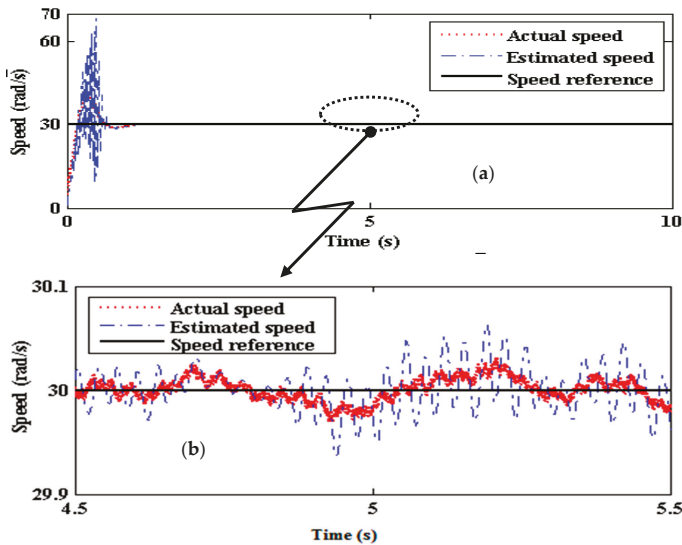 70
60
30
0
Speed (rad/s)
Actual speed
Estimated speed
Speed reference
(a)
0
5
10
Time (s)
30.1
30
29.9
Speed (rad/s)
Actual speed
Estimated speed
Speed reference
(b)
4.5
5
5.5
Time (s)